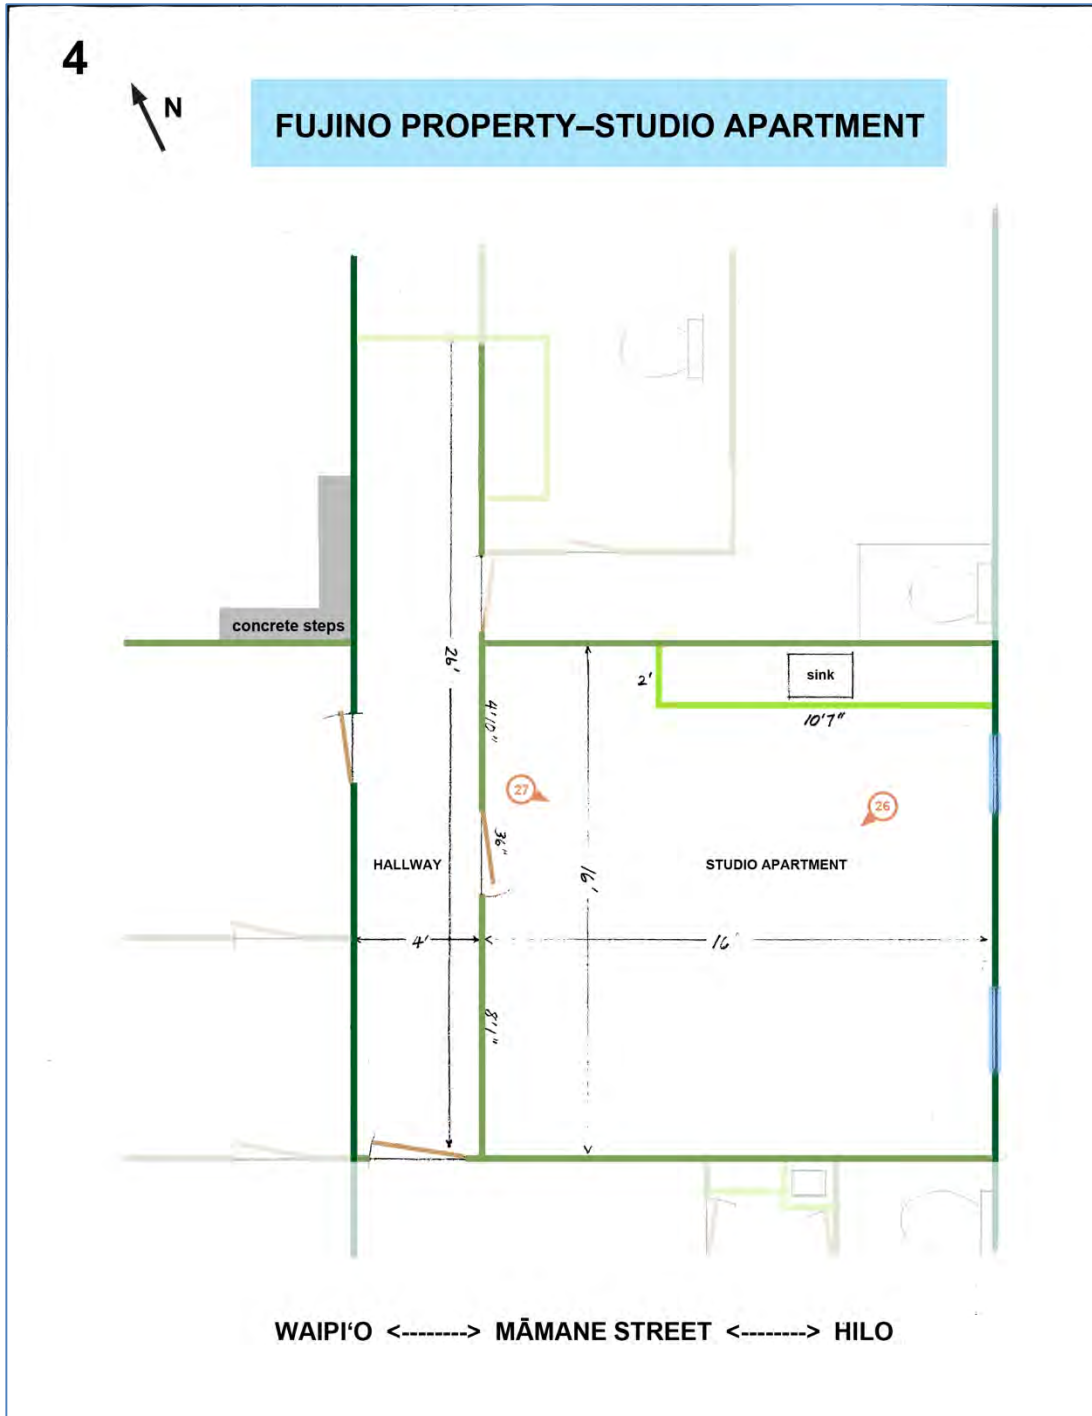 4
N
FUJINO PROPERTY–STUDIO APARTMENT
concrete steps
26'
2'
sink
10'7"
4'10"
27
26
36"
HALLWAY
16'
STUDIO APARTMENT
4'
16'
8'1"
WAIPIʻO <--------> MĀMANE STREET <--------> HILO